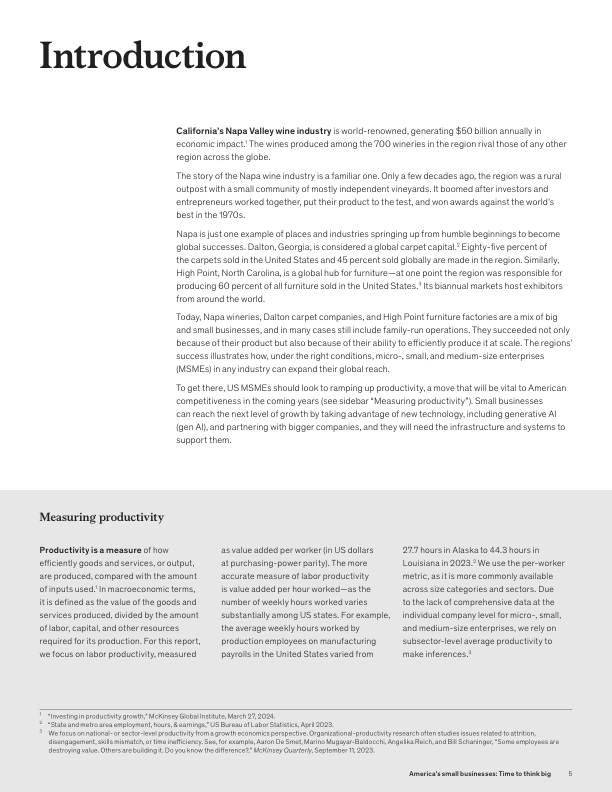 Introduction
California’s Napa Valley wine industry is world-renowned, generating $50 billion annually in
economic impact.¹ The wines produced among the 700 wineries in the region rival those of any other
region across the globe.
The story of the Napa wine industry is a familiar one. Only a few decades ago, the region was a rural
outpost with a small community of mostly independent vineyards. It boomed after investors and
entrepreneurs worked together, put their product to the test, and won awards against the world’s
best in the 1970s.
Napa is just one example of places and industries springing up from humble beginnings to become
global successes. Dalton, Georgia, is considered a global carpet capital.² Eighty-five percent of
the carpets sold in the United States and 45 percent sold globally are made in the region. Similarly,
High Point, North Carolina, is a global hub for furniture—at one point the region was responsible for
producing 60 percent of all furniture sold in the United States.³ Its biannual markets host exhibitors
from around the world.
Today, Napa wineries, Dalton carpet companies, and High Point furniture factories are a mix of big
and small businesses, and in many cases still include family-run operations. They succeeded not only
because of their product but also because of their ability to efficiently produce it at scale. The regions’
success illustrates how, under the right conditions, micro-, small, and medium-size enterprises
(MSMEs) in any industry can expand their global reach.
To get there, US MSMEs should look to ramping up productivity, a move that will be vital to American
competitiveness in the coming years (see sidebar “Measuring productivity”). Small businesses
can reach the next level of growth by taking advantage of new technology, including generative AI
(gen AI), and partnering with bigger companies, and they will need the infrastructure and systems to
support them.
Measuring productivity
Productivity is a measure of how
efficiently goods and services, or output,
are produced, compared with the amount
of inputs used.¹ In macroeconomic terms,
it is defined as the value of the goods and
services produced, divided by the amount
of labor, capital, and other resources
required for its production. For this report,
we focus on labor productivity, measured
as value added per worker (in US dollars
at purchasing-power parity). The more
accurate measure of labor productivity
is value added per hour worked—as the
number of weekly hours worked varies
substantially among US states. For example,
the average weekly hours worked by
production employees on manufacturing
payrolls in the United States varied from
27.7 hours in Alaska to 44.3 hours in
Louisiana in 2023.² We use the per-worker
metric, as it is more commonly available
across size categories and sectors. Due
to the lack of comprehensive data at the
individual company level for micro-, small,
and medium-size enterprises, we rely on
subsector-level average productivity to
make inferences.³
¹ “Investing in productivity growth,” McKinsey Global Institute, March 27, 2024.
² “State and metro area employment, hours, & earnings,” US Bureau of Labor Statistics, April 2023.
³ We focus on national- or sector-level productivity from a growth economics perspective. Organizational-productivity research often studies issues related to attrition,
disengagement, skills mismatch, or time inefficiency. See, for example, Aaron De Smet, Marino Mugayar-Baldocchi, Angelika Reich, and Bill Schaninger, “Some employees are
destroying value. Others are building it. Do you know the difference?,” McKinsey Quarterly, September 11, 2023.
America’s small businesses: Time to think big 5